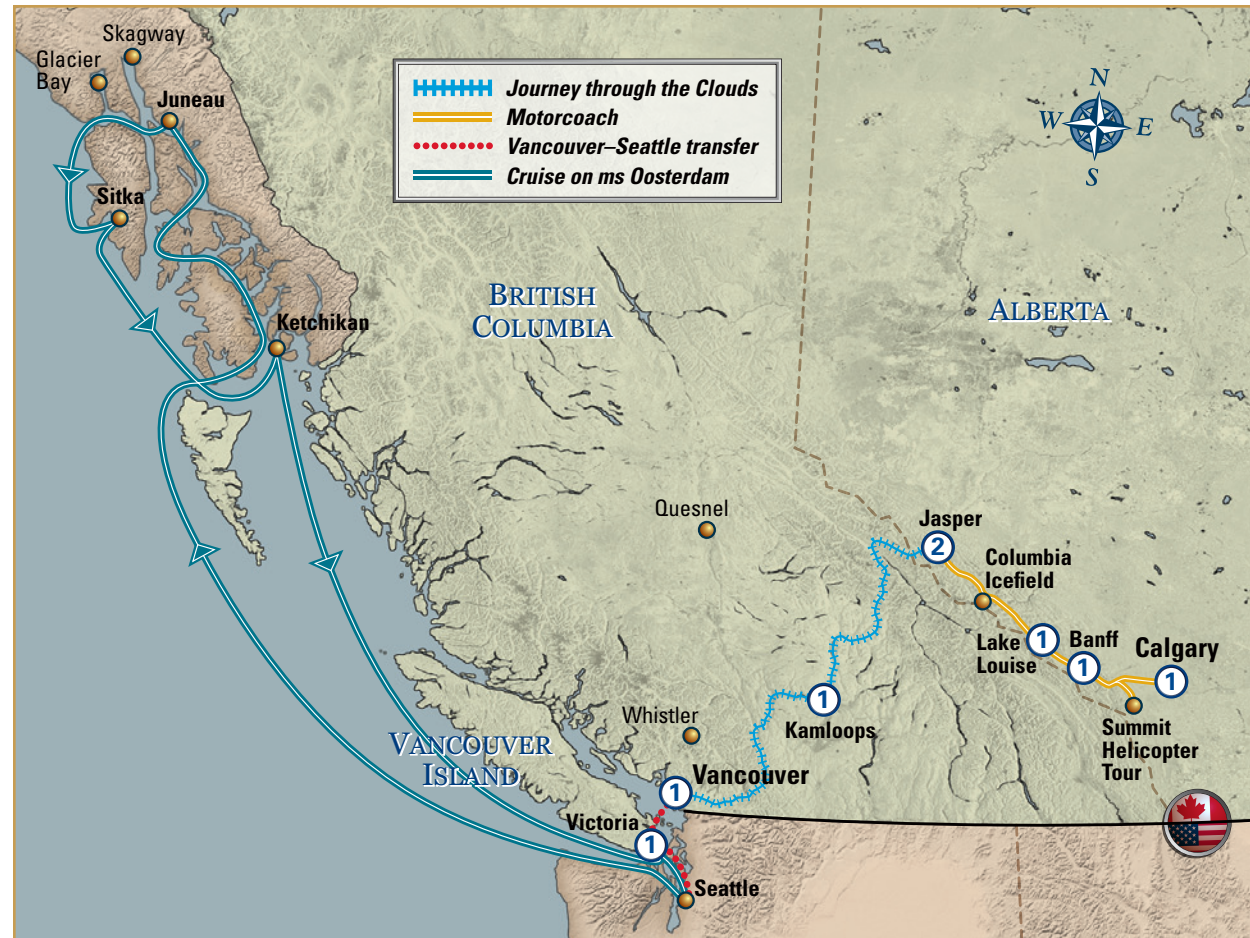 Skagway
Glacier
Bay
Juneau
Sitka
Ketchikan
Journey through the Clouds
Motorcoach
Vancouver–Seattle transfer
Cruise on ms Oosterdam
N
W
E
S
BRITISH
COLUMBIA
ALBERTA
Quesnel
Jasper
2
Columbia
Icefield
Lake
Louise
1
Banff
1
Calgary
1
Summit
Helicopter
Tour
Kamloops
1
Whistler
VANCOUVER
ISLAND
Vancouver
1
Victoria
1
Seattle